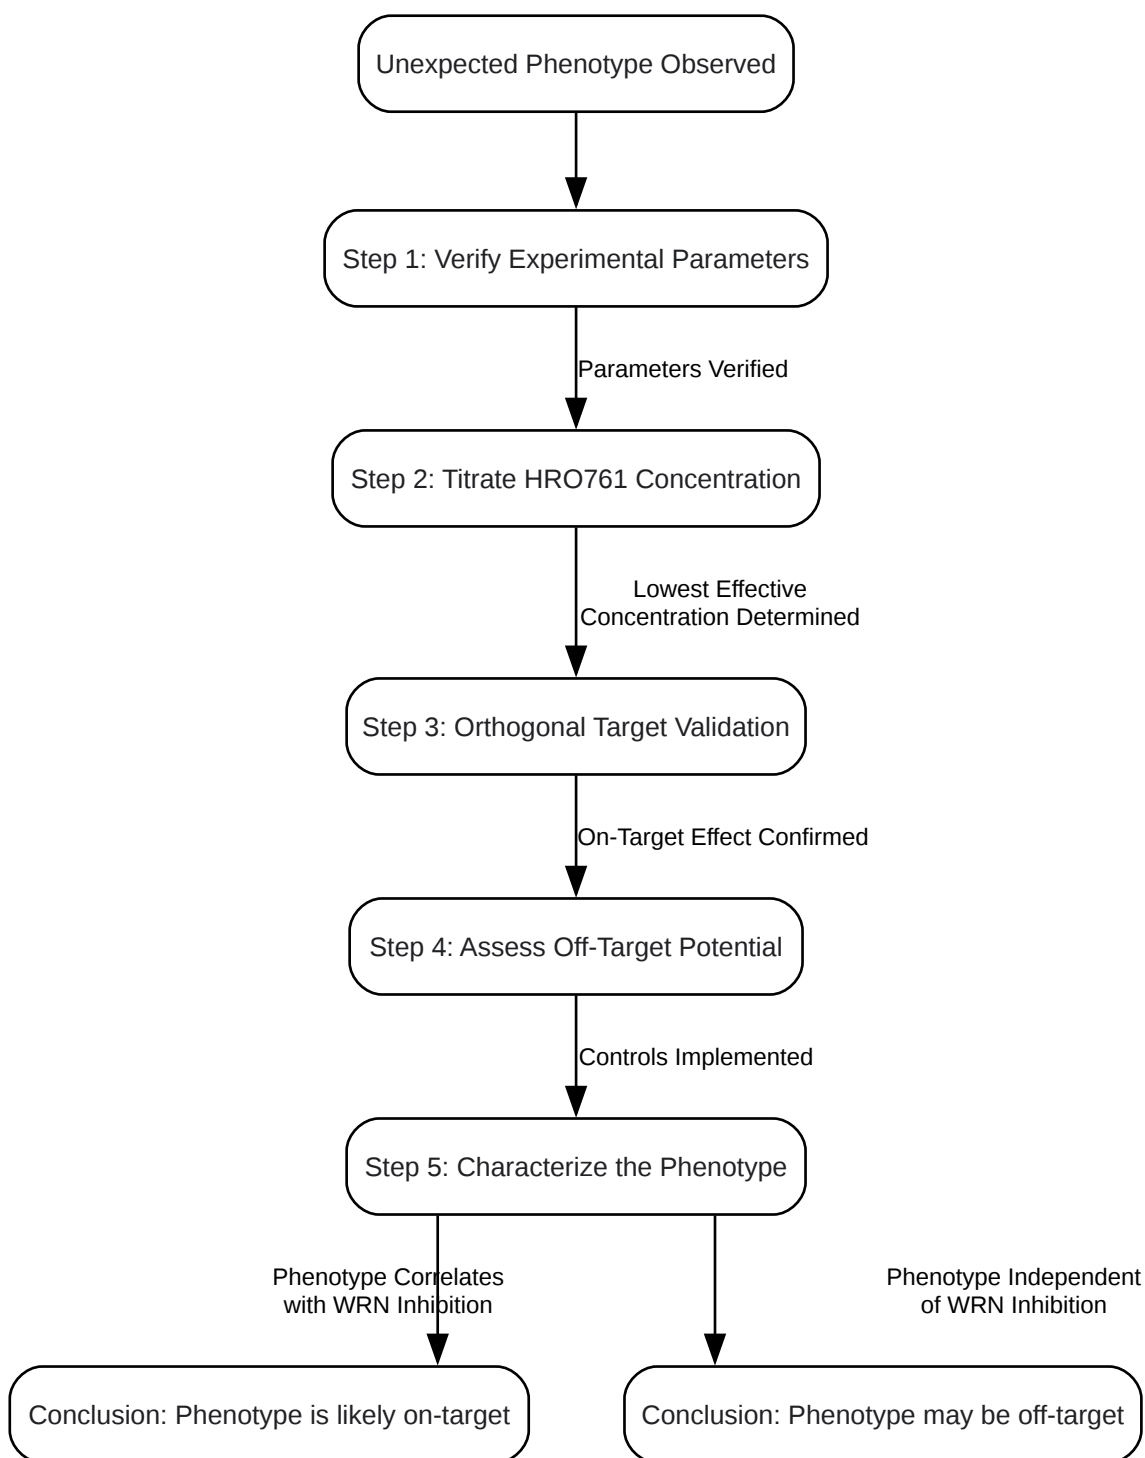 Unexpected Phenotype Observed
Step 1: Verify Experimental Parameters
Parameters Verified
Step 2: Titrate HRO761 Concentration
Lowest Effective
Concentration Determined
Step 3: Orthogonal Target Validation
On-Target Effect Confirmed
Step 4: Assess Off-Target Potential
Controls Implemented
Step 5: Characterize the Phenotype
Phenotype Correlates
with WRN Inhibition
Phenotype Independent
of WRN Inhibition
Conclusion: Phenotype is likely on-target
Conclusion: Phenotype may be off-target